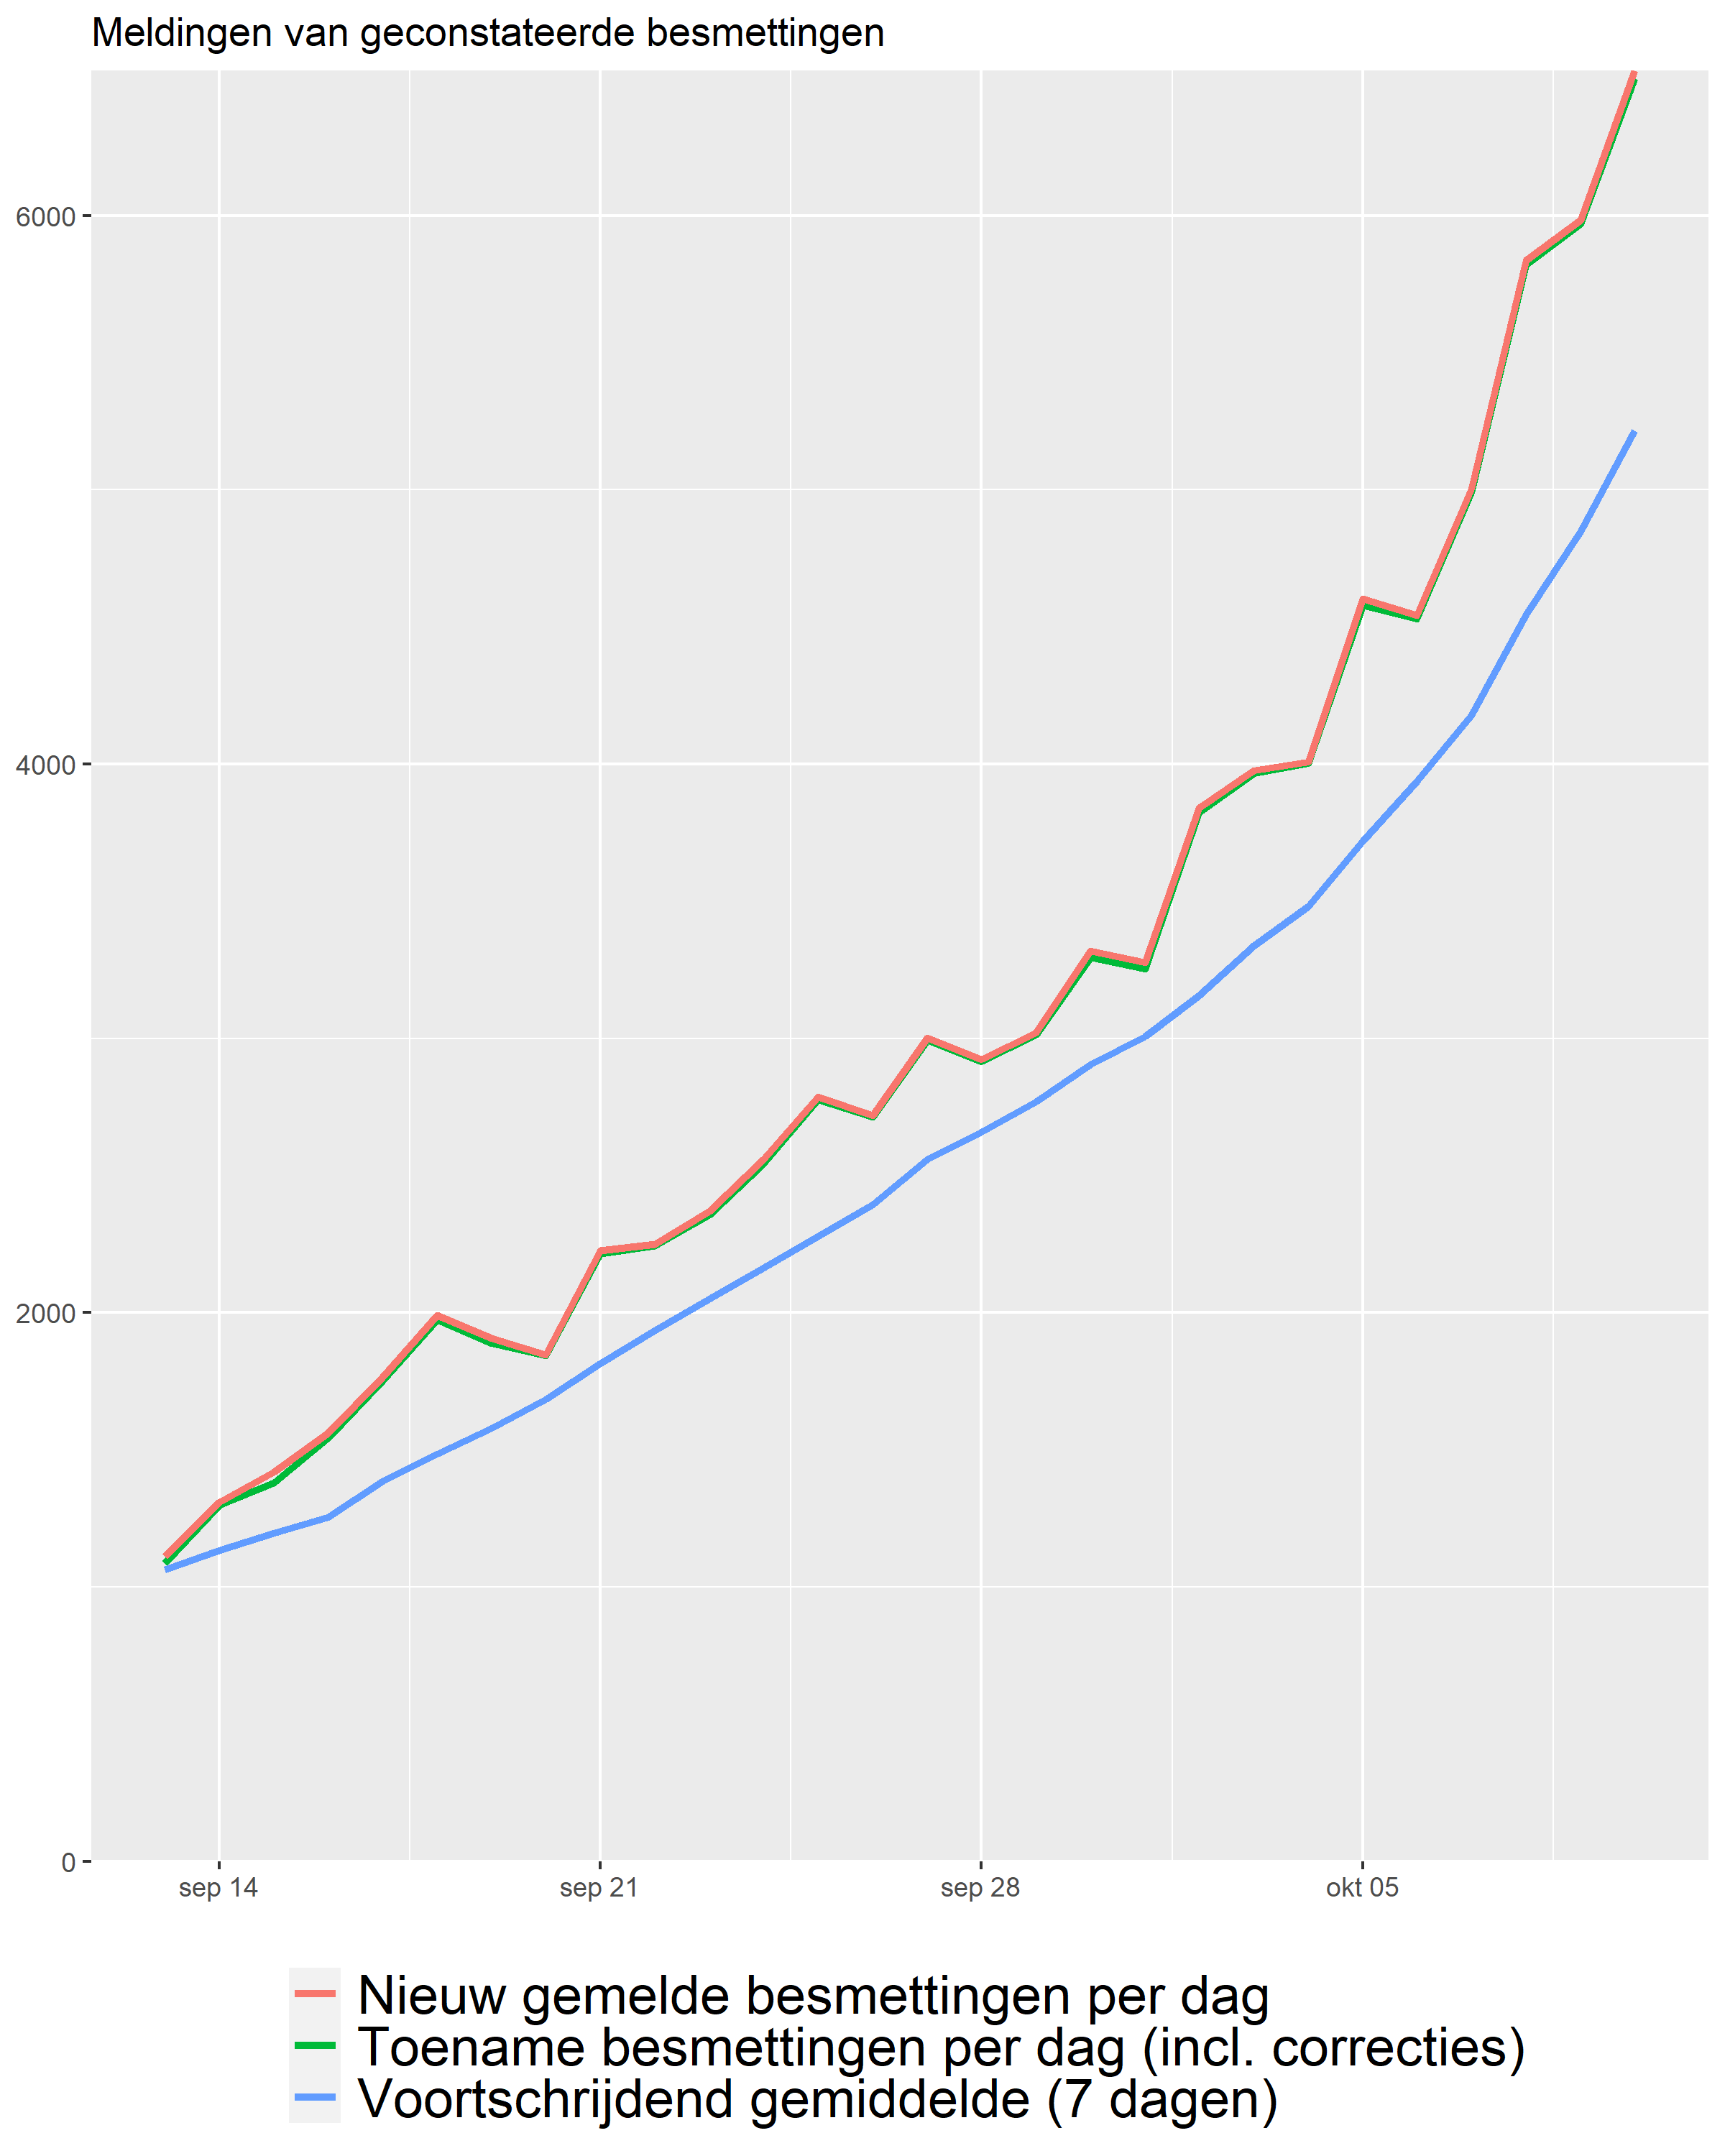 Meldingen van geconstateerde besmettingen
6000
4000
2000
0
sep 14 sep 21 sep 28 okt 05
Nieuw gemelde besmettingen per dag
Toename besmettingen per dag (incl. correcties)
Voortschrijdend gemiddelde (7 dagen)